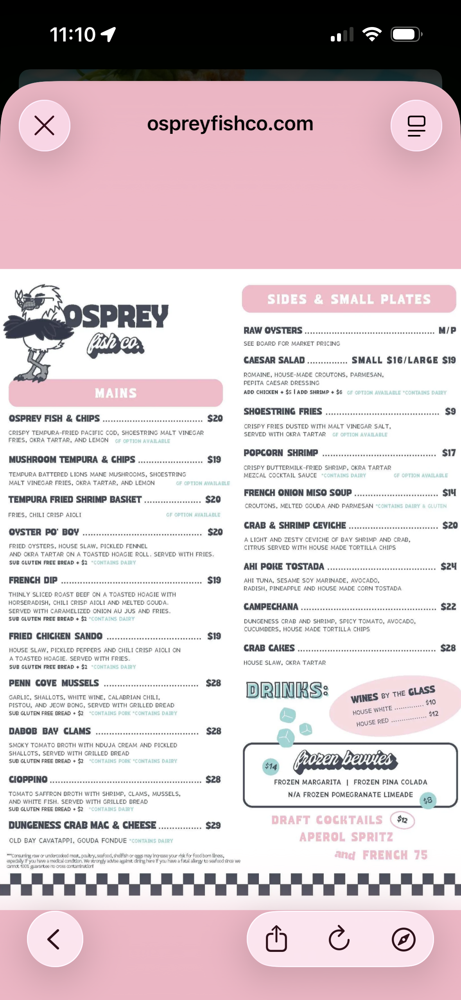 11:10
ospreyfishco.com
OSPREY
fish co.
MAINS
OSPREY FISH & CHIPS .................................... $20
CRISPY TEMPURA-FRIED PACIFIC COD, SHOESTRING MALT VINEGAR
FRIES, OKRA TARTAR, AND LEMON GF OPTION AVAILABLE
MUSHROOM TEMPURA & CHIPS ....................... $19
TEMPURA BATTERED LIONS MANE MUSHROOMS, SHOESTRING
MALT VINEGAR FRIES, OKRA TARTAR, AND LEMON GF OPTION AVAILABLE
TEMPURA FRIED SHRIMP BASKET ..................... $20
FRIES, CHILI CRISP AIOLI GF OPTION AVAILABLE
OYSTER PO' BOY ............................................ $20
FRIED OYSTERS, HOUSE SLAW, PICKLED FENNEL
AND OKRA TARTAR ON A TOASTED HOAGIE ROLL. SERVED WITH FRIES.
SUB GLUTEN FREE BREAD + $2 *CONTAINS DAIRY
FRENCH DIP .................................................... $19
THINLY SLICED ROAST BEEF ON A TOASTED HOAGIE WITH
HORSERADISH, CHILI CRISP AIOLI AND MELTED GOUDA.
SERVED WITH CARAMELIZED ONION AU JUS AND FRIES.
SUB GLUTEN FREE BREAD + $2 *CONTAINS DAIRY
FRIED CHICKEN SANDO ................................... $19
HOUSE SLAW, PICKLED PEPPERS AND CHILI CRISP AIOLI ON
A TOASTED HOAGIE. SERVED WITH FRIES.
SUB GLUTEN FREE BREAD + $2 *CONTAINS DAIRY
PENN COVE MUSSELS ................................... $28
GARLIC, SHALLOTS, WHITE WINE, CALABRIAN CHILI,
PISTOU, AND JEOW BONG, SERVED WITH GRILLED BREAD
SUB GLUTEN FREE BREAD + $2 *CONTAINS PORK *CONTAINS DAIRY
DABOB BAY CLAMS ...................................... $28
SMOKY TOMATO BROTH WITH NDUJA CREAM AND PICKLED
SHALLOTS, SERVED WITH GRILLED BREAD
SUB GLUTEN FREE BREAD + $2 *CONTAINS PORK *CONTAINS DAIRY
CIOPPINO ........................................................ $28
TOMATO SAFFRON BROTH WITH SHRIMP, CLAMS, MUSSELS,
AND WHITE FISH. SERVED WITH GRILLED BREAD
SUB GLUTEN FREE BREAD + $2 *CONTAINS DAIRY
DUNGENESS CRAB MAC & CHEESE ................ $29
OLD BAY CAVATAPPI, GOUDA FONDUE *CONTAINS DAIRY
***Consuming raw or undercooked meat, poultry, seafood, shellfish or eggs may increase your risk for food born illness,
especially if you have a medical condition. We strongly advise against dining here if you have a fatal allergy to seafood since we
cannot 100% guarantee no cross contamination!
SIDES & SMALL PLATES
RAW OYSTERS ................................................ M/P
SEE BOARD FOR MARKET PRICING
CAESAR SALAD ............... SMALL $16/LARGE $19
ROMAINE, HOUSE-MADE CROUTONS, PARMESAN,
PEPITA CAESAR DRESSING
ADD CHICKEN + $5 | ADD SHRIMP + $6 GF OPTION AVAILABLE *CONTAINS DAIRY
SHOESTRING FRIES .......................................... $9
CRISPY FRIES DUSTED WITH MALT VINEGAR SALT,
SERVED WITH OKRA TARTAR GF OPTION AVAILABLE
POPCORN SHRIMP .......................................... $17
CRISPY BUTTERMILK-FRIED SHRIMP, OKRA TARTAR
MEZCAL COCKTAIL SAUCE *CONTAINS DAIRY GF OPTION AVAILABLE
FRENCH ONION MISO SOUP ............................... $14
CROUTONS, MELTED GOUDA AND PARMESAN *CONTAINS DAIRY & GLUTEN
CRAB & SHRIMP CEVICHE ................................. $20
A LIGHT AND ZESTY CEVICHE OF BAY SHRIMP AND CRAB,
CITRUS SERVED WITH HOUSE MADE TORTILLA CHIPS
AHI POKE TOSTADA ........................................ $24
AHI TUNA, SESAME SOY MARINADE, AVOCADO,
RADISH, PINEAPPLE AND HOUSE MADE CORN TOSTADA
CAMPECHANA .................................................. $22
DUNGENESS CRAB AND SHRIMP, SPICY TOMATO, AVOCADO,
CUCUMBERS, HOUSE MADE TORTILLA CHIPS
CRAB CAKES ................................................... $28
HOUSE SLAW, OKRA TARTAR
DRINKS:
WINES BY THE GLASS
HOUSE WHITE ............. $10
HOUSE RED ................ $12
frozen bevvies
$14
FROZEN MARGARITA | FROZEN PINA COLADA
N/A FROZEN POMEGRANATE LIMEADE
$8
DRAFT COCKTAILS $12
APEROL SPRITZ
and FRENCH 75